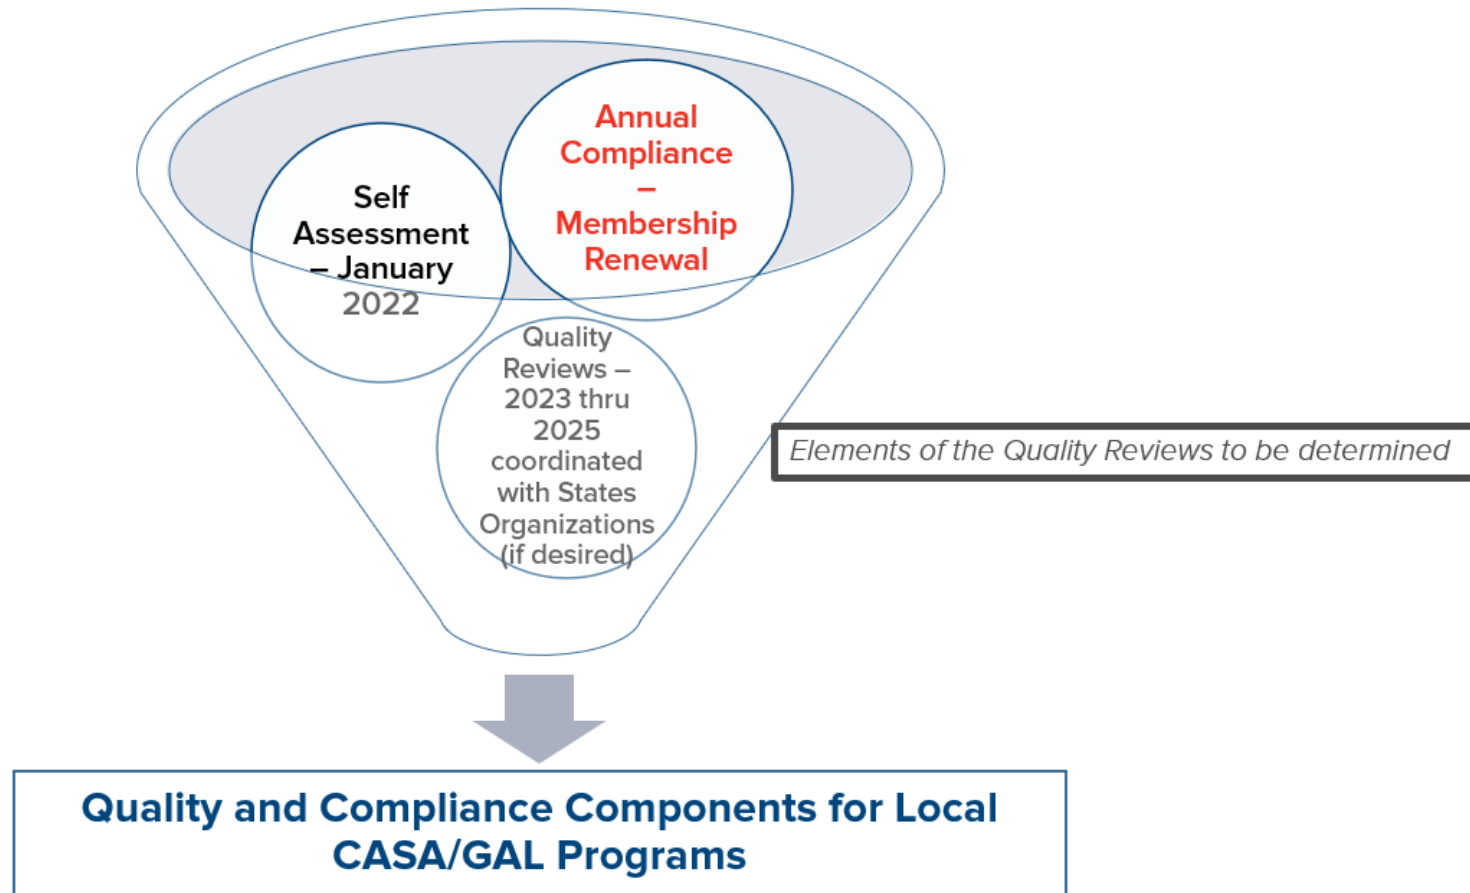 Annual
Compliance
–
Membership
Renewal
Self
Assessment
– January
2022
Quality
Reviews –
2023 thru
2025
coordinated
with States
Organizations
(if desired)
Elements of the Quality Reviews to be determined
Quality and Compliance Components for Local
CASA/GAL Programs